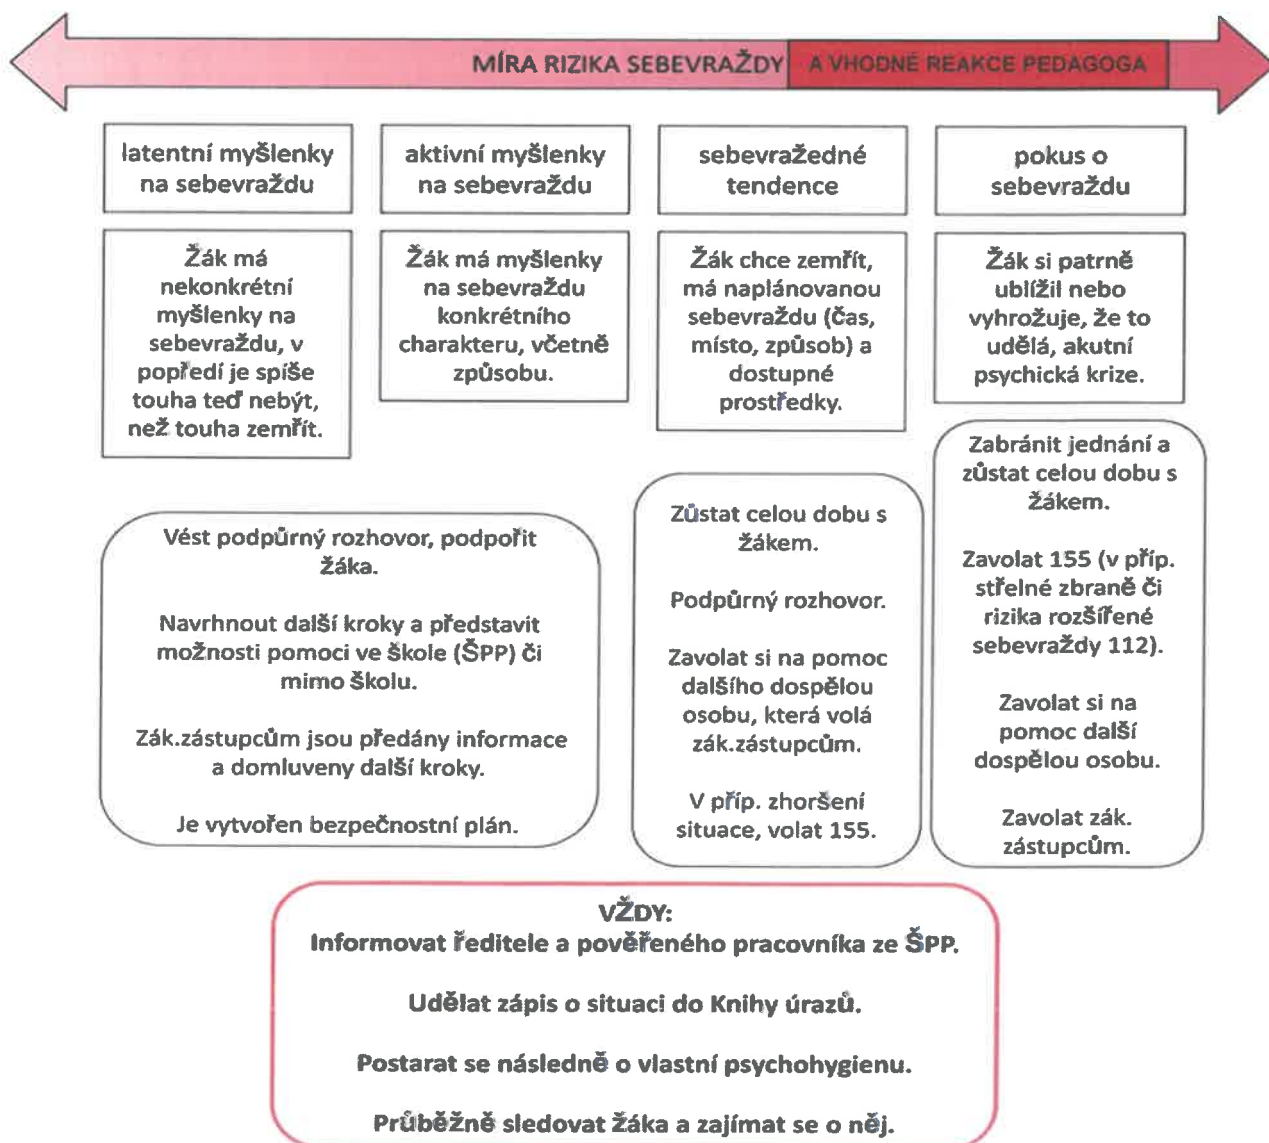 MÍRA RIZIKA SEBEVRAŽDY A VHODNÉ REAKCE PEDAGOGA
latentní myšlenky
na sebevraždu
aktivní myšlenky
na sebevraždu
sebevražedné
tendence
pokus o
sebevraždu
Žák má
nekonkrétní
myšlenky na
sebevraždu, v
popředí je spíše
touha teď nebýt,
než touha zemřít.
Žák má myšlenky
na sebevraždu
konkrétního
charakteru, včetně
způsobu.
Žák chce zemřít,
má naplánovanou
sebevraždu (čas,
místo, způsob) a
dostupné
prostředky.
Žák si patrně
ublížil nebo
vyhrožuje, že to
udělá, akutní
psychická krize.
Vést podpůrný rozhovor, podpořit
žáka.
Navrhnout další kroky a představit
možnosti pomoci ve škole (ŠPP) či
mimo školu.
Zák.zástupcům jsou předány informace
a domluveny další kroky.
Je vytvořen bezpečnostní plán.
Zůstat celou dobu s
žákem.
Podpůrný rozhovor.
Zavolat si na pomoc
dalšího dospělou
osobu, která volá
zák.zástupcům.
V příp. zhoršení
situace, volat 155.
Zabránit jednání a
zůstat celou dobu s
žákem.
Zavolat 155 (v příp.
střelné zbraně či
rizika rozšířené
sebevraždy 112).
Zavolat si na
pomoc další
dospělou osobu.
Zavolat zák.
zástupcům.
VŽDY:
Informovat ředitele a pověřeného pracovníka ze ŠPP.
Udělat zápis o situaci do Knihy úrazů.
Postarat se následně o vlastní psychohygienu.
Průběžně sledovat žáka a zajímat se o něj.